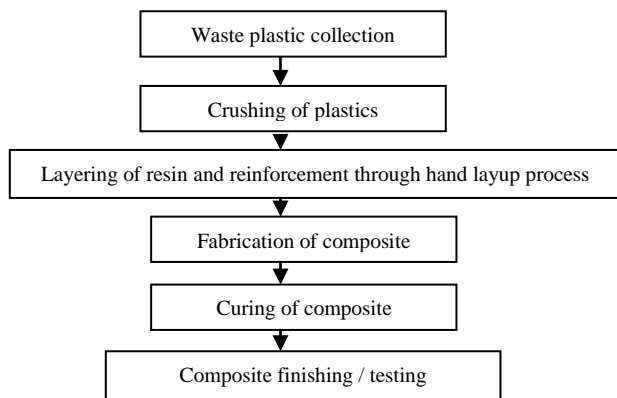 Waste plastic collection
Crushing of plastics
Layering of resin and reinforcement through hand layup process
Fabrication of composite
Curing of composite
Composite finishing / testing